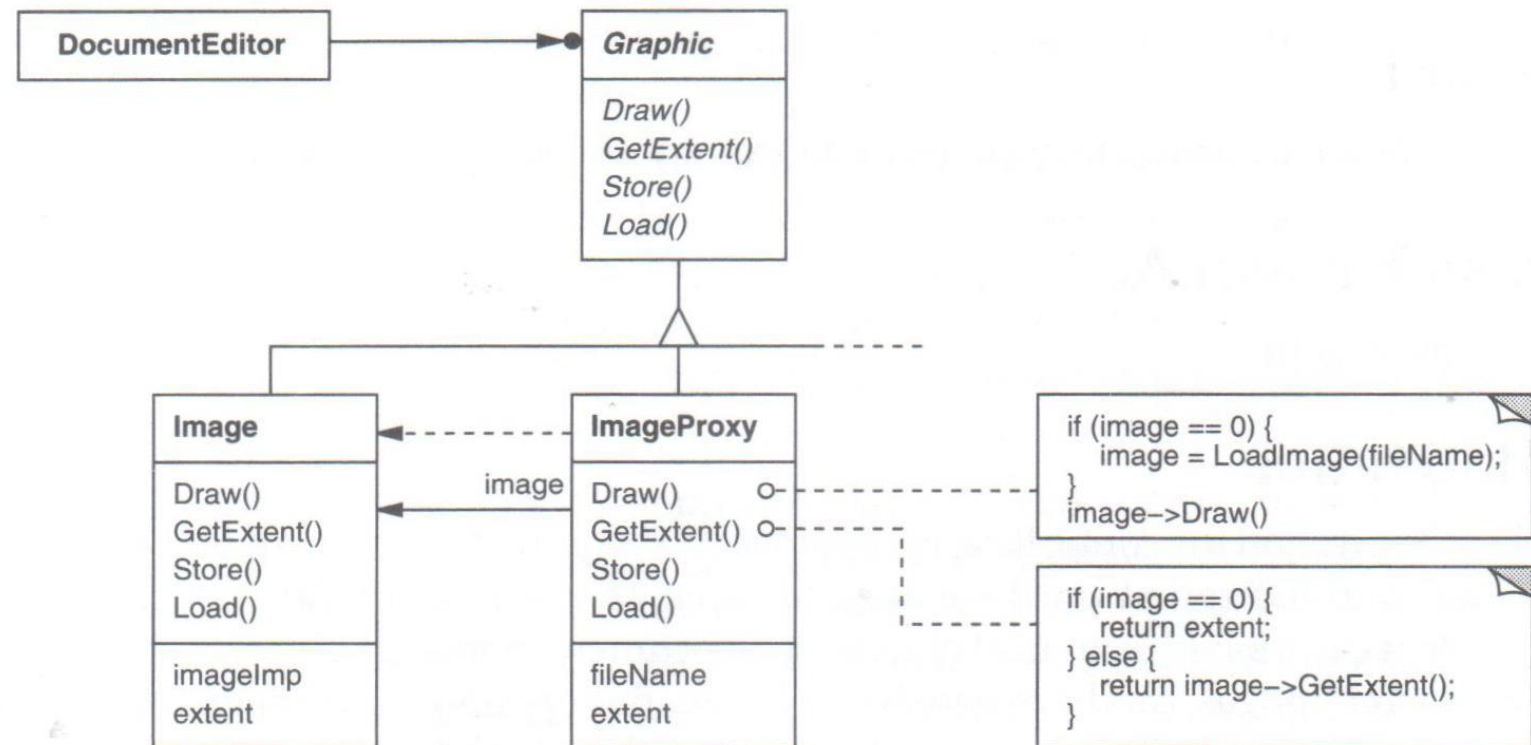 DocumentEditor
Graphic
Draw()
GetExtent()
Store()
Load()
Image
Draw()
GetExtent()
Store()
Load()
imageImp
extent
image
ImageProxy
Draw()
GetExtent()
Store()
Load()
fileName
extent
if (image == 0) {
image = LoadImage(fileName);
}
image->Draw()
if (image == 0) {
return extent;
} else {
return image->GetExtent();
}